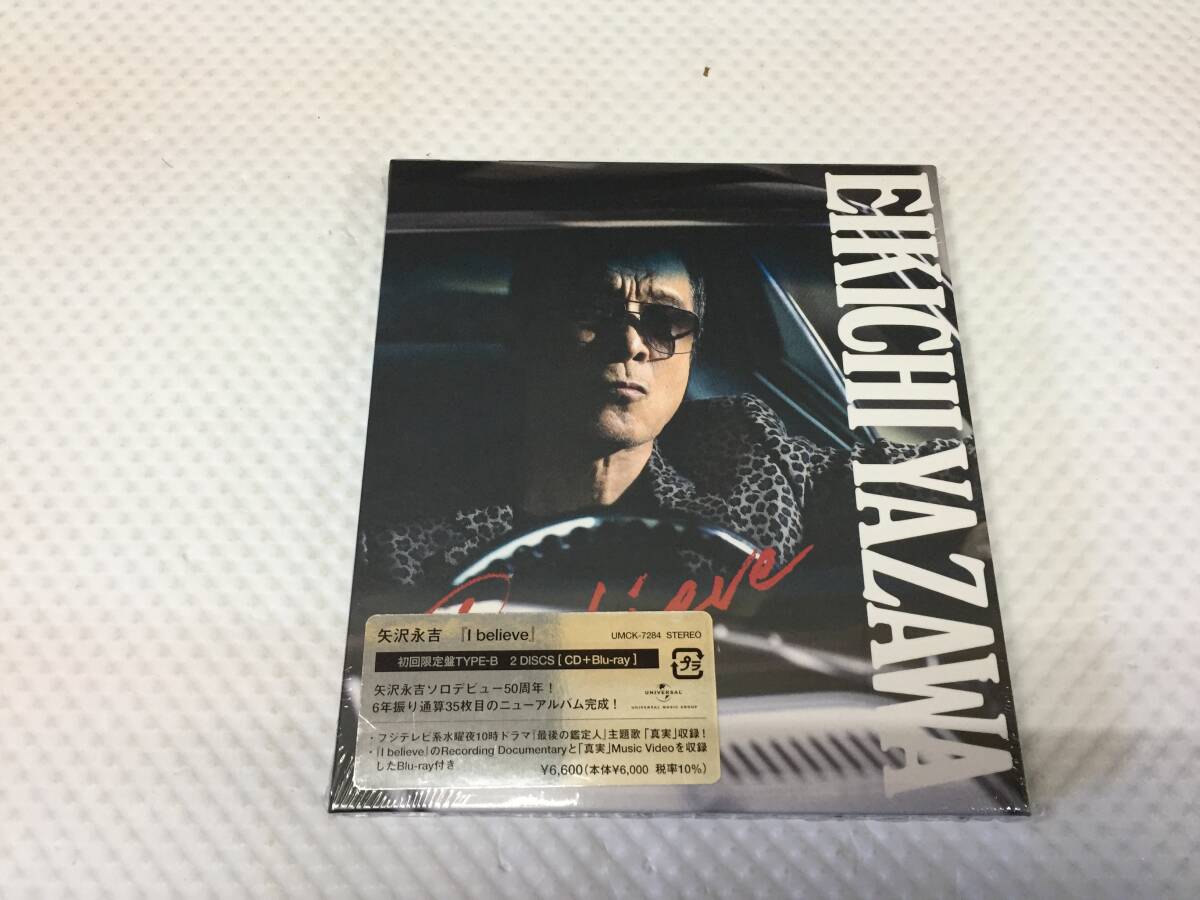 EIKICHI YAZAWA
believe
矢沢永吉 『I believe』
UMCK-7284 STEREO
初回限定盤TYPE-B 2 DISCS [ CD+Blu-ray ]
プラ
矢沢永吉ソロデビュー50周年！
6年振り通算35枚目のニューアルバム完成！
UNIVERSAL
UNIVERSAL MUSIC GROUP
・フジテレビ系水曜夜10時ドラマ『最後の鑑定人』主題歌「真実」収録！
・『I believe』のRecording Documentaryと「真実」Music Videoを収録
したBlu-ray付き
¥6,600(本体¥6,000 税率10%)